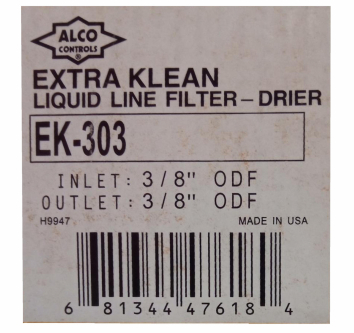 ALCO
CONTROLS
®
EXTRA KLEAN
LIQUID LINE FILTER – DRIER
EK-303
INLET: 3/8" ODF
OUTLET: 3/8" ODF
H9947 MADE IN USA
6 81344 47618 4